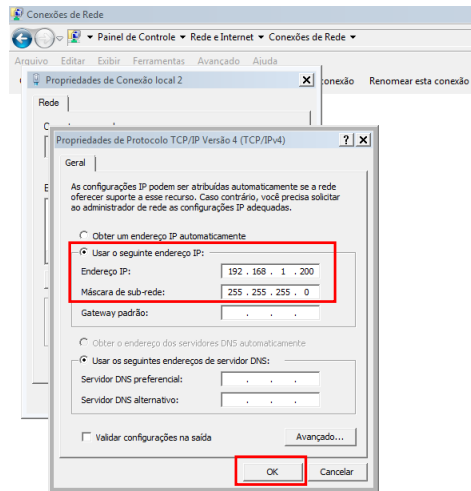 Conexões de Rede
Painel de Controle Rede e Internet Conexões de Rede
Arquivo Editar Exibir Ferramentas Avançado Ajuda
Propriedades de Conexão local 2
conexão Renomear esta conexão
Rede
Propriedades de Protocolo TCP/IP Versão 4 (TCP/IPv4)
Geral
As configurações IP podem ser atribuídas automaticamente se a rede
oferecer suporte a esse recurso. Caso contrário, você precisa solicitar
ao administrador de rede as configurações IP adequadas.
Obter um endereço IP automaticamente
Usar o seguinte endereço IP:
Endereço IP: 192 . 168 . 1 . 200
Máscara de sub-rede: 255 . 255 . 255 . 0
Gateway padrão: . . .
Obter o endereço dos servidores DNS automaticamente
Usar os seguintes endereços de servidor DNS:
Servidor DNS preferencial: . . .
Servidor DNS alternativo: . . .
Validar configurações na saída
Avançado...
OK Cancelar